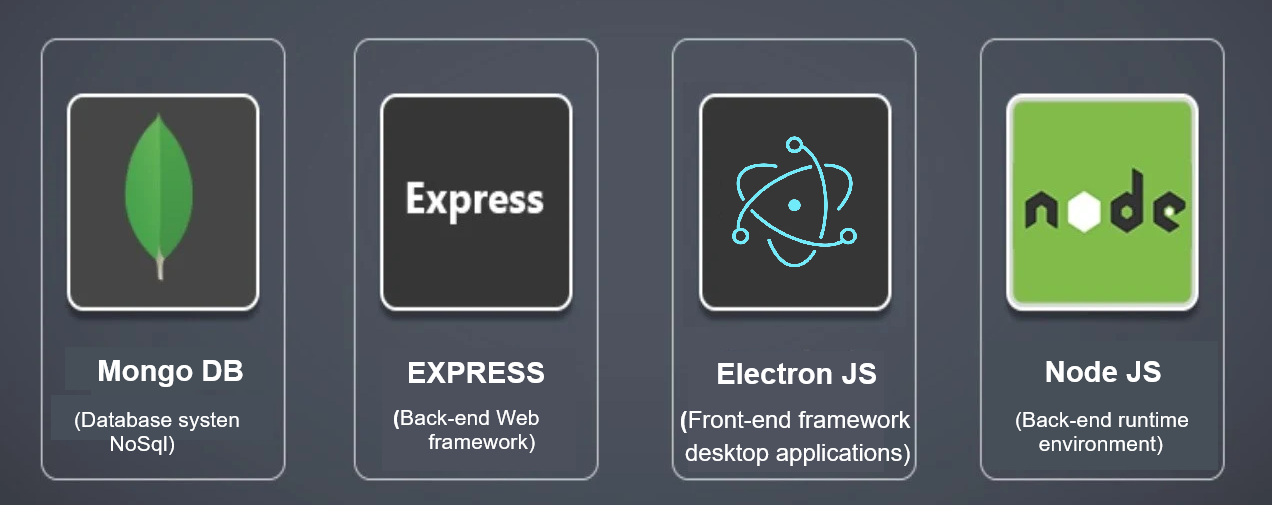 Express
node
Mongo DB
(Database systen
NoSql)
EXPRESS
(Back-end Web
framework)
Electron JS
(Front-end framework
desktop applications)
Node JS
(Back-end runtime
environment)